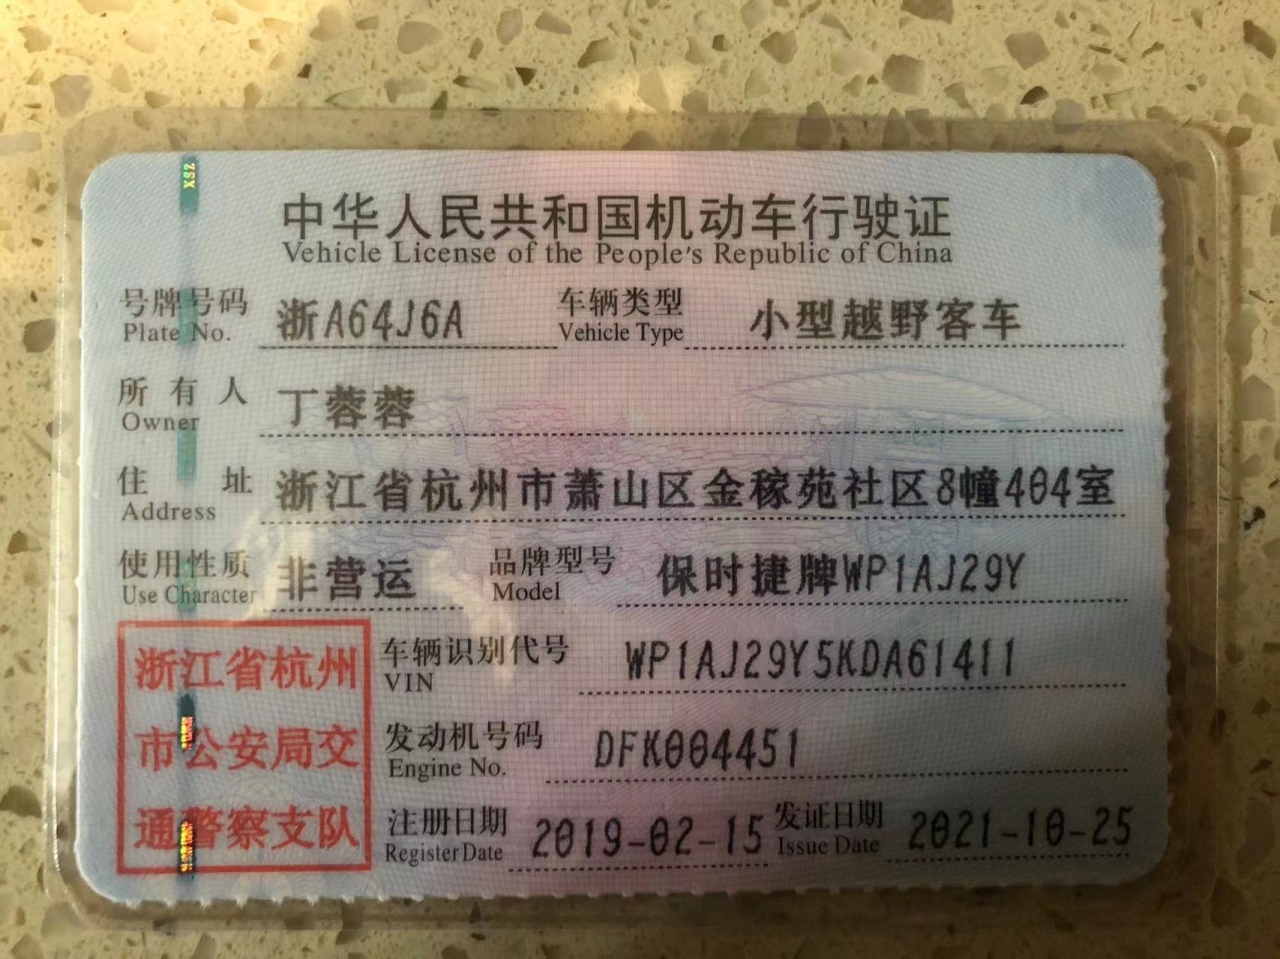 XSZ
中华人民共和国机动车行驶证
Vehicle License of the People's Republic of China
号牌号码 浙A64J6A 车辆类型 小型越野客车
Plate No. Vehicle Type
所有人 丁蓉蓉
Owner
住址 浙江省杭州市萧山区金稼苑社区8幢404室
Address
使用性质 非营运 品牌型号 保时捷牌WP1AJ29Y
Use Character Model
浙江省杭州 车辆识别代号 WP1AJ29Y5KDA61411
VIN
市公安局交 发动机号码 DFK004451
Engine No.
通警察支队 注册日期 2019-02-15 发证日期 2021-10-25
Register Date Issue Date